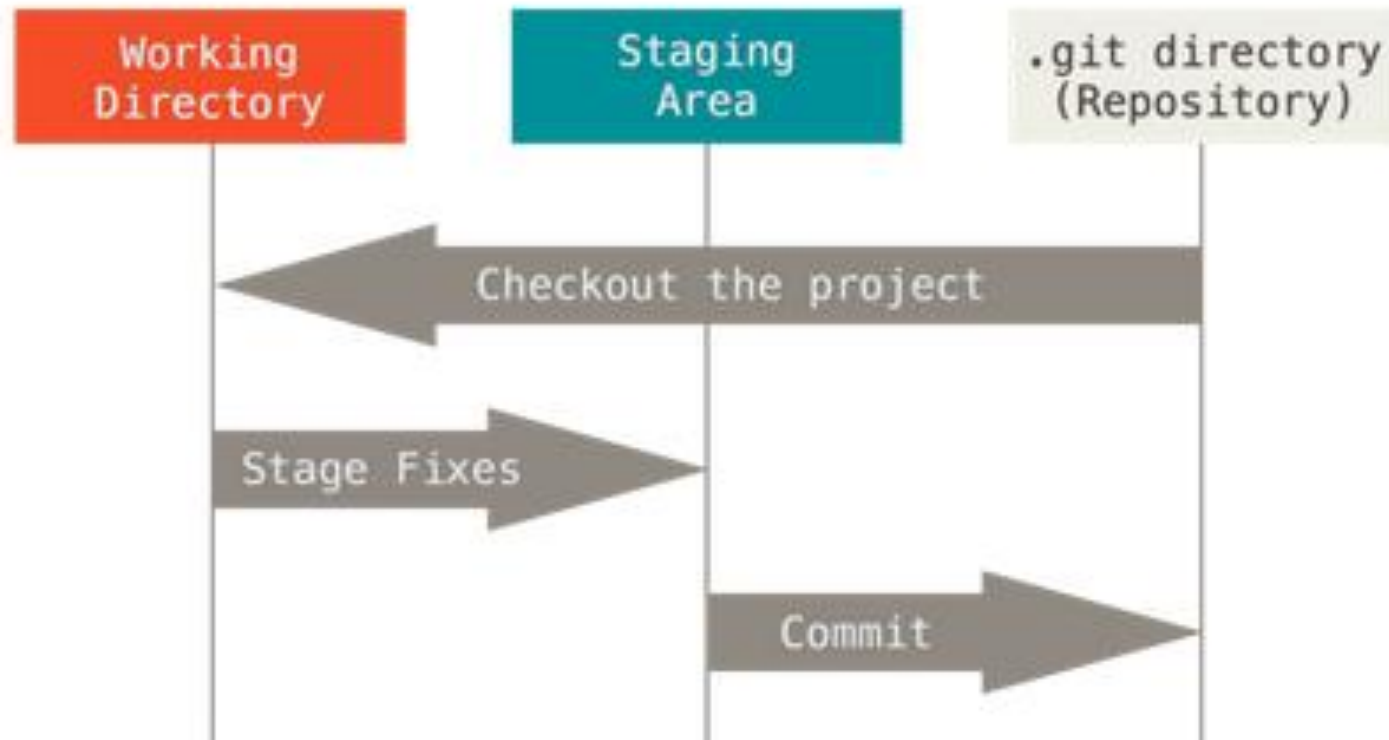 Working
Directory
Staging
Area
.git directory
(Repository)
Checkout the project
Stage Fixes
Commit